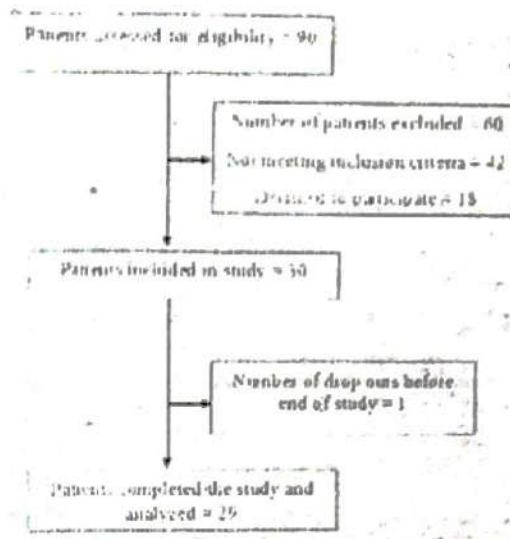 Patients assessed for eligibility = 90
Number of patients excluded = 60
Not meeting inclusion criteria = 42
Declined to participate = 18
Patients included in study = 30
Number of drop outs before
end of study = 1
Patients completed the study and
analyzed = 29